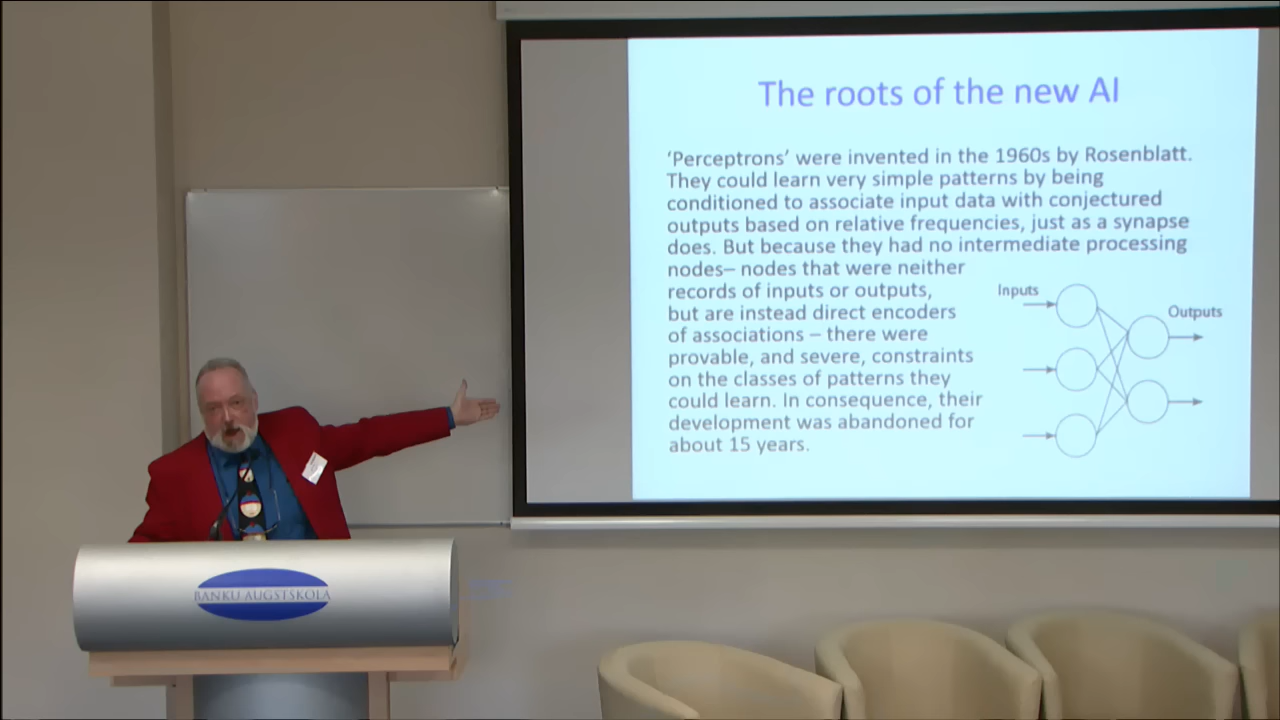 The roots of the new AI
‘Perceptrons’ were invented in the 1960s by Rosenblatt.
They could learn very simple patterns by being
conditioned to associate input data with conjectured
outputs based on relative frequencies, just as a synapse
does. But because they had no intermediate processing
nodes– nodes that were neither
records of inputs or outputs,
but are instead direct encoders
of associations – there were
provable, and severe, constraints
on the classes of patterns they
could learn. In consequence, their
development was abandoned for
about 15 years.
Inputs
Outputs
BANKU AUGSTSKOLA